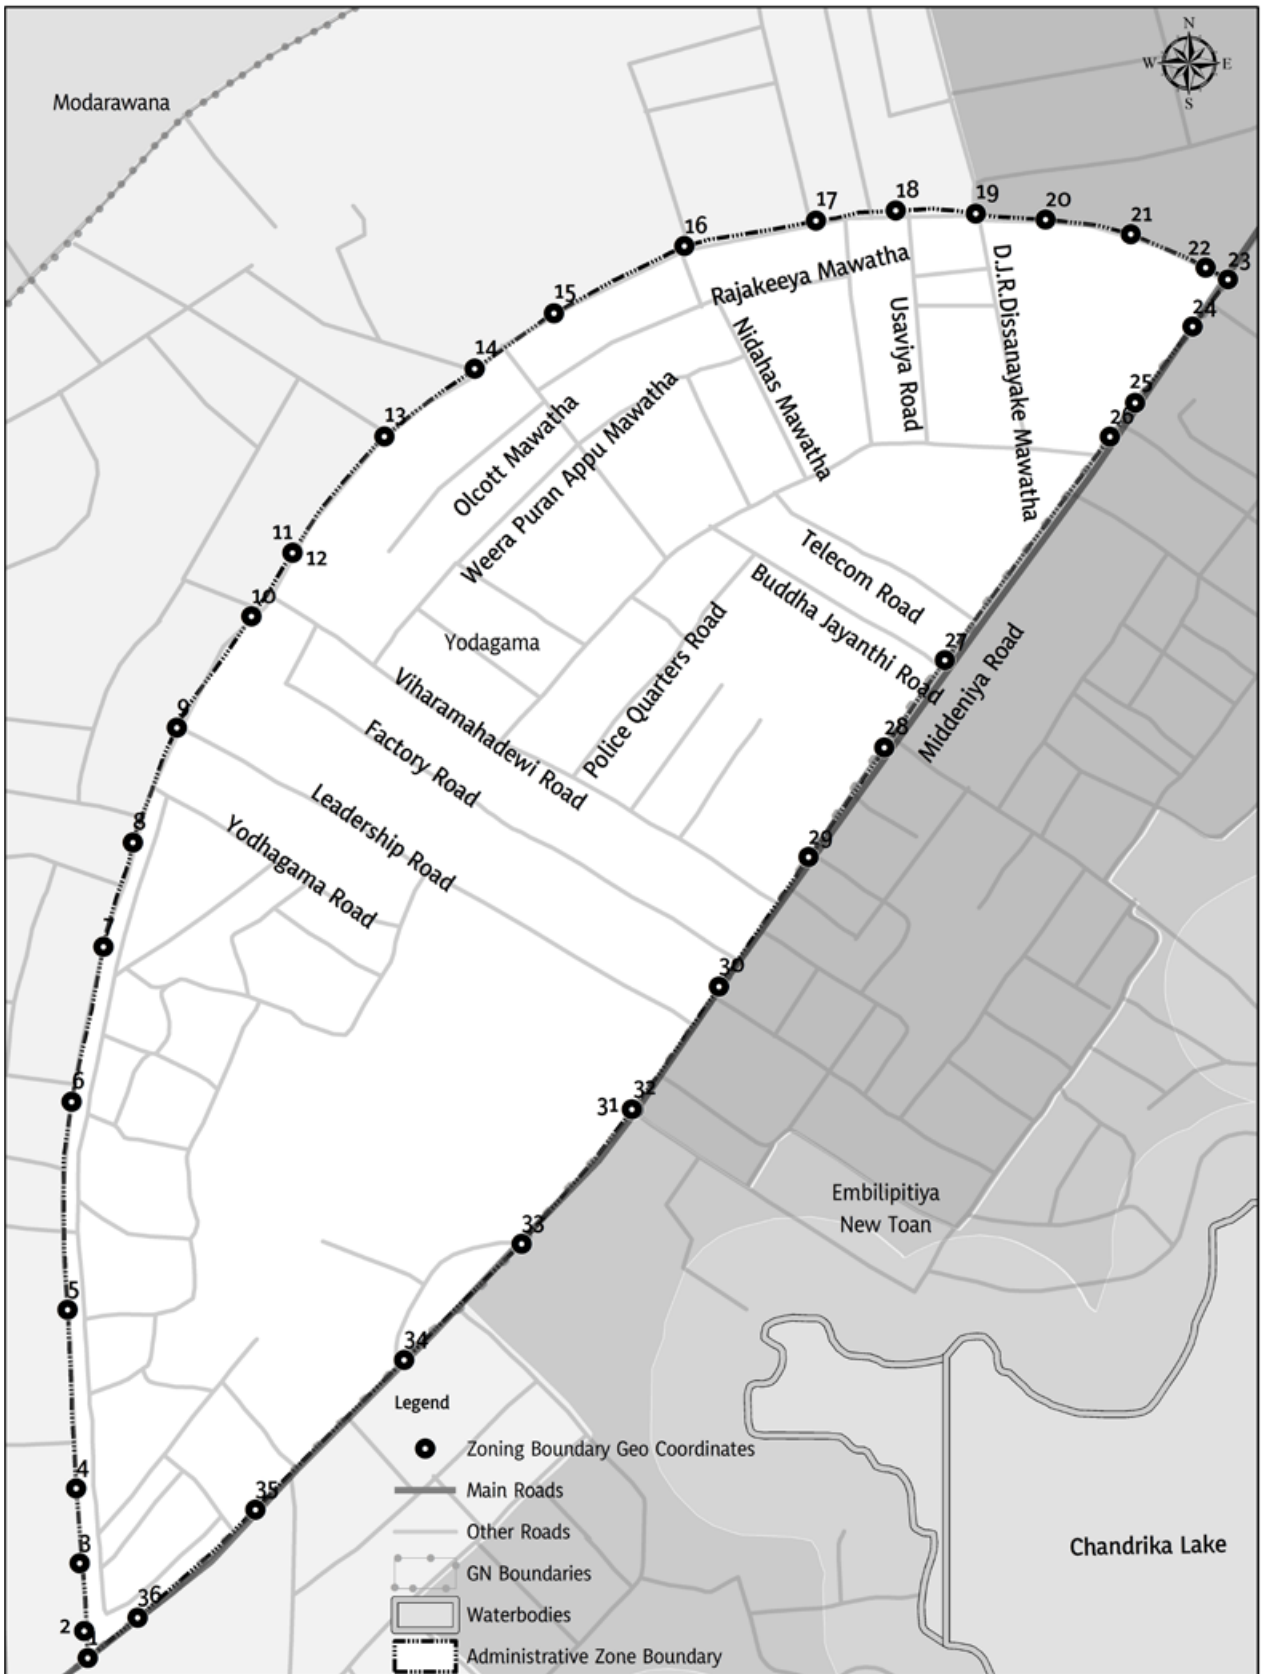 N
W
E
S
Modarawana
18
17
19
20
21
16
22
23
Rajakeeya Mawatha
D.J.R.Dissanayake Mawatha
15
24
Usaviya Road
Nidahas Mawatha
14
25
13
26
Olcott Mawatha
Weera Puran Appu Mawatha
11
12
Telecom Road
10
Buddha Jayanthi Road
Yodagama
27
Police Quarters Road
Middeniya Road
Viharamahadewi Road
9
28
Factory Road
Leadership Road
8
29
Yodhagama Road
7
30
6
31
32
Embilipitiya
New Toan
33
5
34
Legend
Zoning Boundary Geo Coordinates
4
Main Roads
35
Other Roads
Chandrika Lake
3
GN Boundaries
36
Waterbodies
2
1
Administrative Zone Boundary